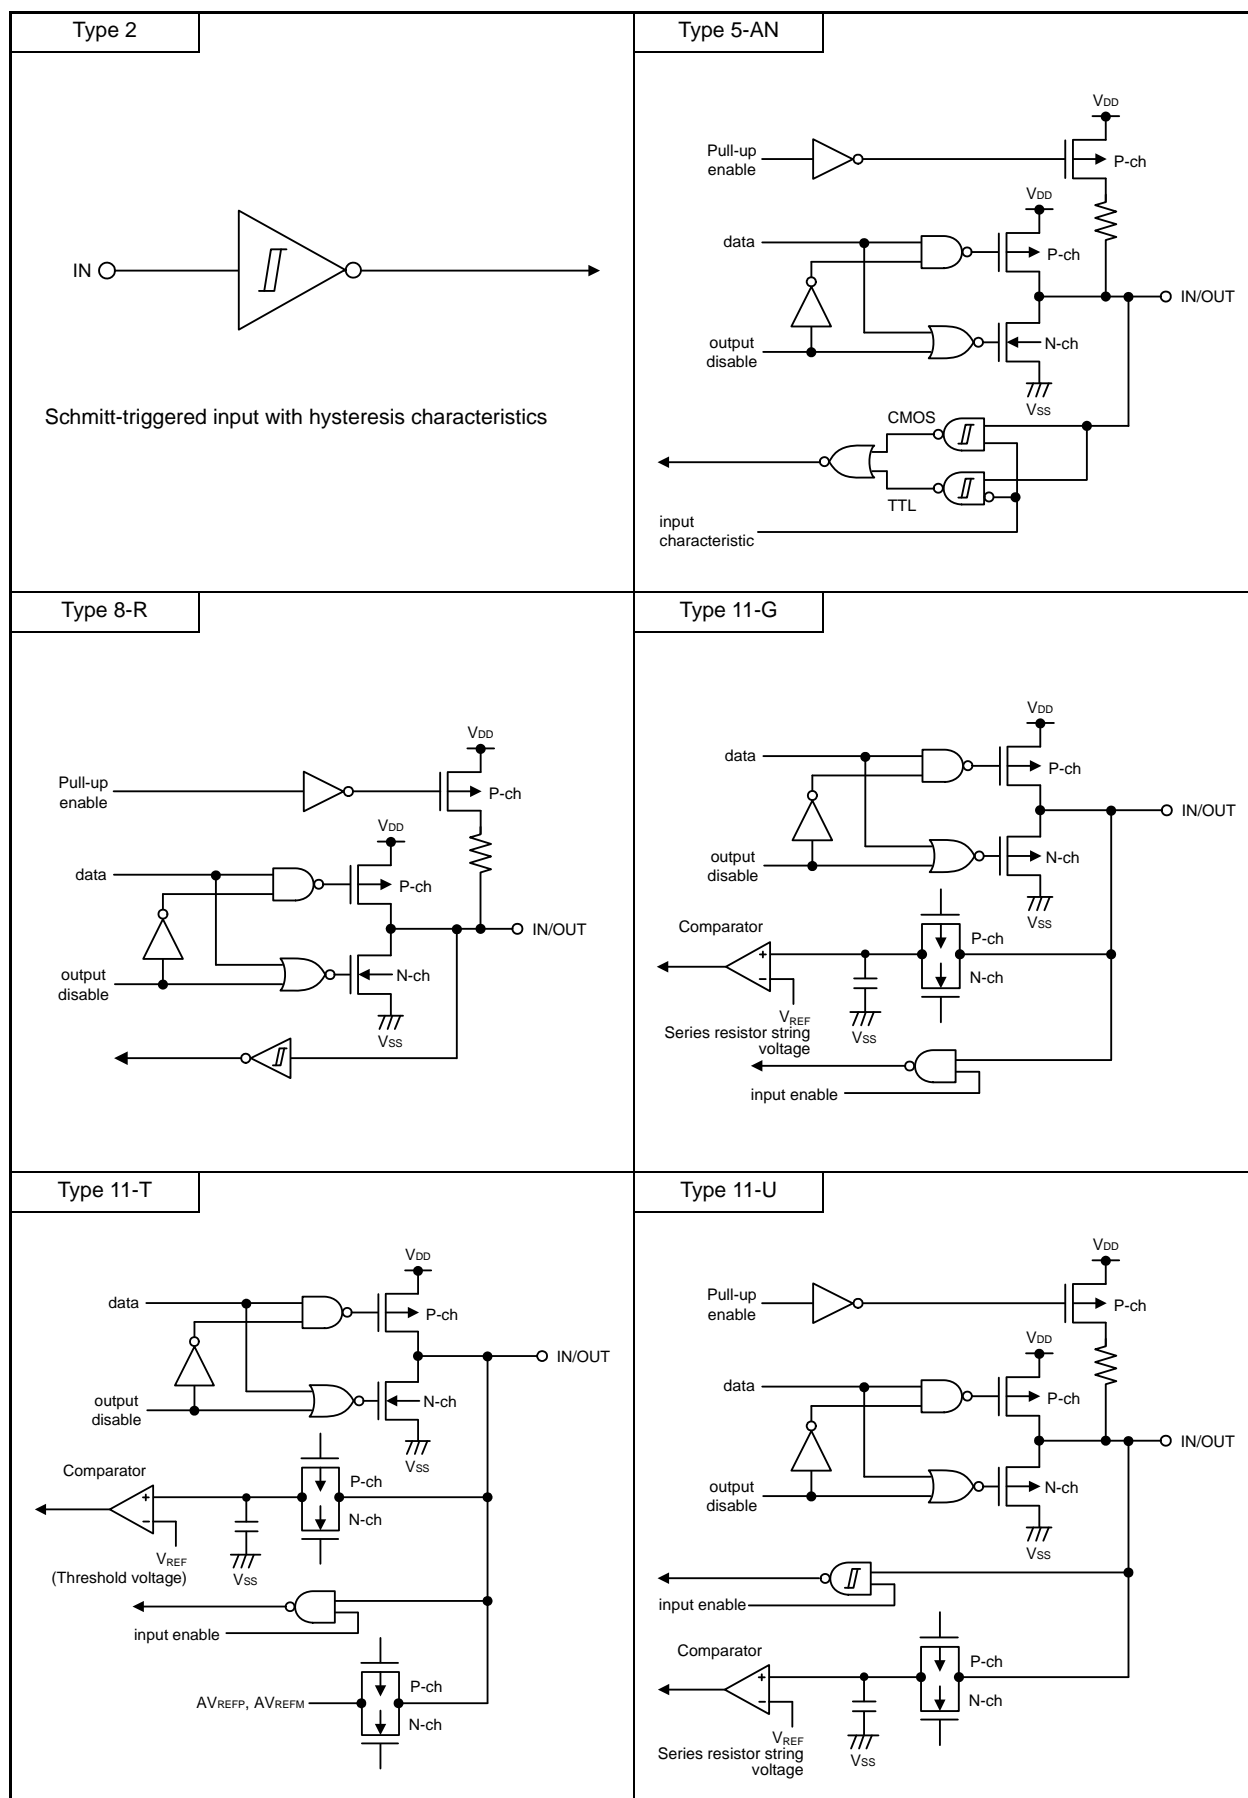 Type 2
IN
Schmitt-triggered input with hysteresis characteristics
Type 5-AN
VDD
Pull-up
enable
P-ch
VDD
data
P-ch
IN/OUT
output
disable
N-ch
VSS
CMOS
TTL
input
characteristic
Type 8-R
VDD
Pull-up
enable
P-ch
VDD
data
P-ch
IN/OUT
output
disable
N-ch
VSS
Type 11-G
VDD
data
P-ch
IN/OUT
output
disable
N-ch
VSS
Comparator
P-ch
+
N-ch
−
VREF
VSS
Series resistor string
voltage
input enable
Type 11-T
VDD
data
P-ch
IN/OUT
output
disable
N-ch
VSS
Comparator
P-ch
+
N-ch
−
VREF
(Threshold voltage)
VSS
input enable
P-ch
AVREFP, AVREFM
N-ch
Type 11-U
VDD
Pull-up
enable
P-ch
VDD
data
P-ch
IN/OUT
output
disable
N-ch
VSS
input enable
Comparator
P-ch
+
N-ch
−
VREF
VSS
Series resistor string
voltage